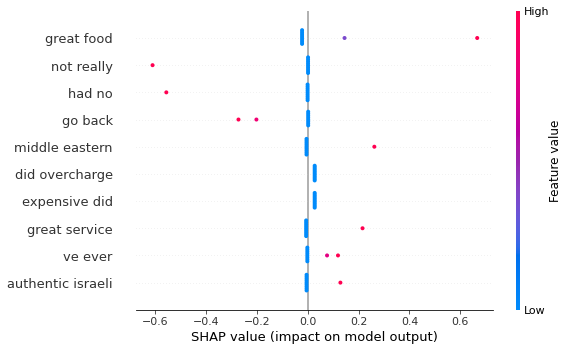 great food
not really
had no
go back
middle eastern
did overcharge
expensive did
great service
ve ever
authentic israeli
−0.6 −0.4 −0.2 0.0 0.2 0.4 0.6
SHAP value (impact on model output)
High
Feature value
Low